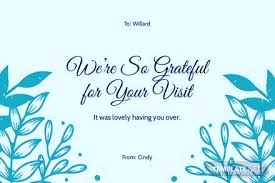 To: Willard
We're So Grateful
for Your Visit
It was lovely having you over.
From: Cindy